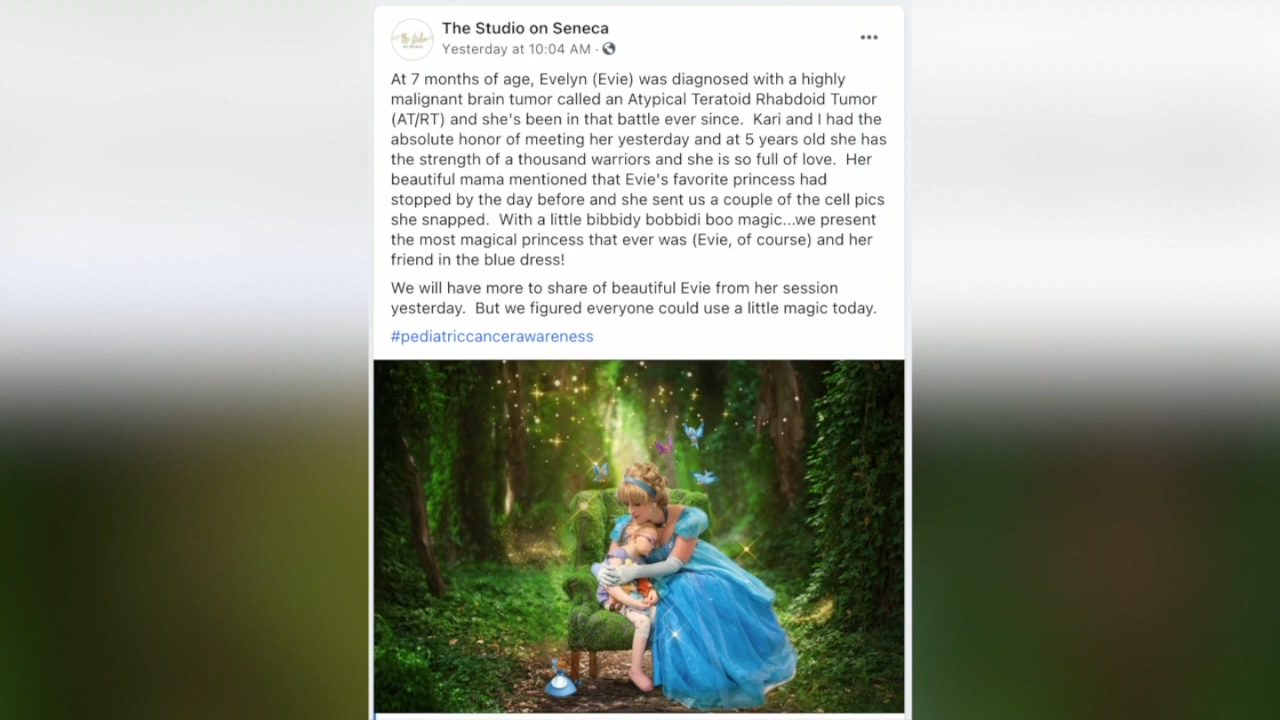 The Studio on Seneca
Yesterday at 10:04 AM ·
At 7 months of age, Evelyn (Evie) was diagnosed with a highly
malignant brain tumor called an Atypical Teratoid Rhabdoid Tumor
(AT/RT) and she's been in that battle ever since.  Kari and I had the
absolute honor of meeting her yesterday and at 5 years old she has
the strength of a thousand warriors and she is so full of love.  Her
beautiful mama mentioned that Evie's favorite princess had
stopped by the day before and she sent us a couple of the cell pics
she snapped.  With a little bibbidy bobbidi boo magic...we present
the most magical princess that ever was (Evie, of course) and her
friend in the blue dress!
We will have more to share of beautiful Evie from her session
yesterday.  But we figured everyone could use a little magic today.
#pediatriccancerawareness